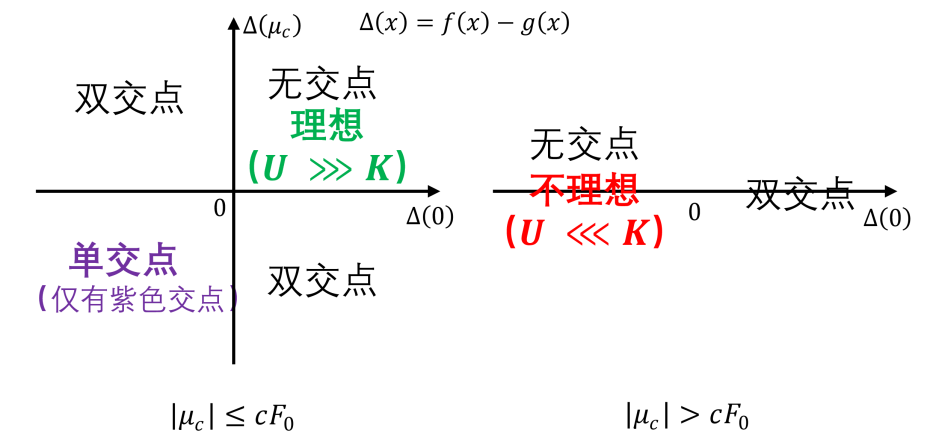 Δ(μ_c)
Δ(x) = f(x) − g(x)
双交点
无交点
理想
(U ⋙ K)
0
Δ(0)
单交点
(仅有紫色交点)
双交点
|μ_c| ≤ cF_0
无交点
不理想
(U ⋘ K)
0
双交点
Δ(0)
|μ_c| > cF_0